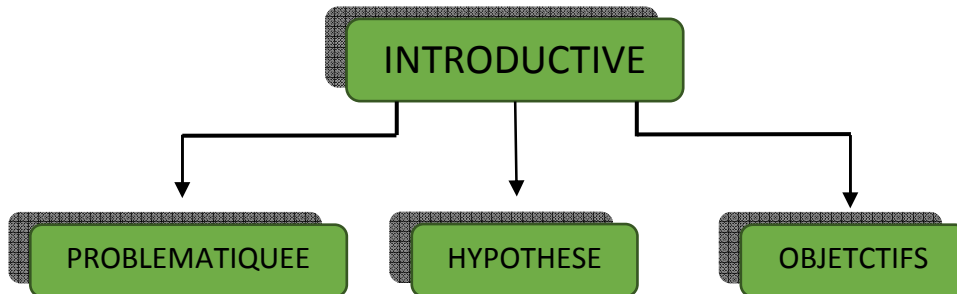 INTRODUCTIVE
PROBLEMATIQUEE
HYPOTHESE
OBJETCTIFS